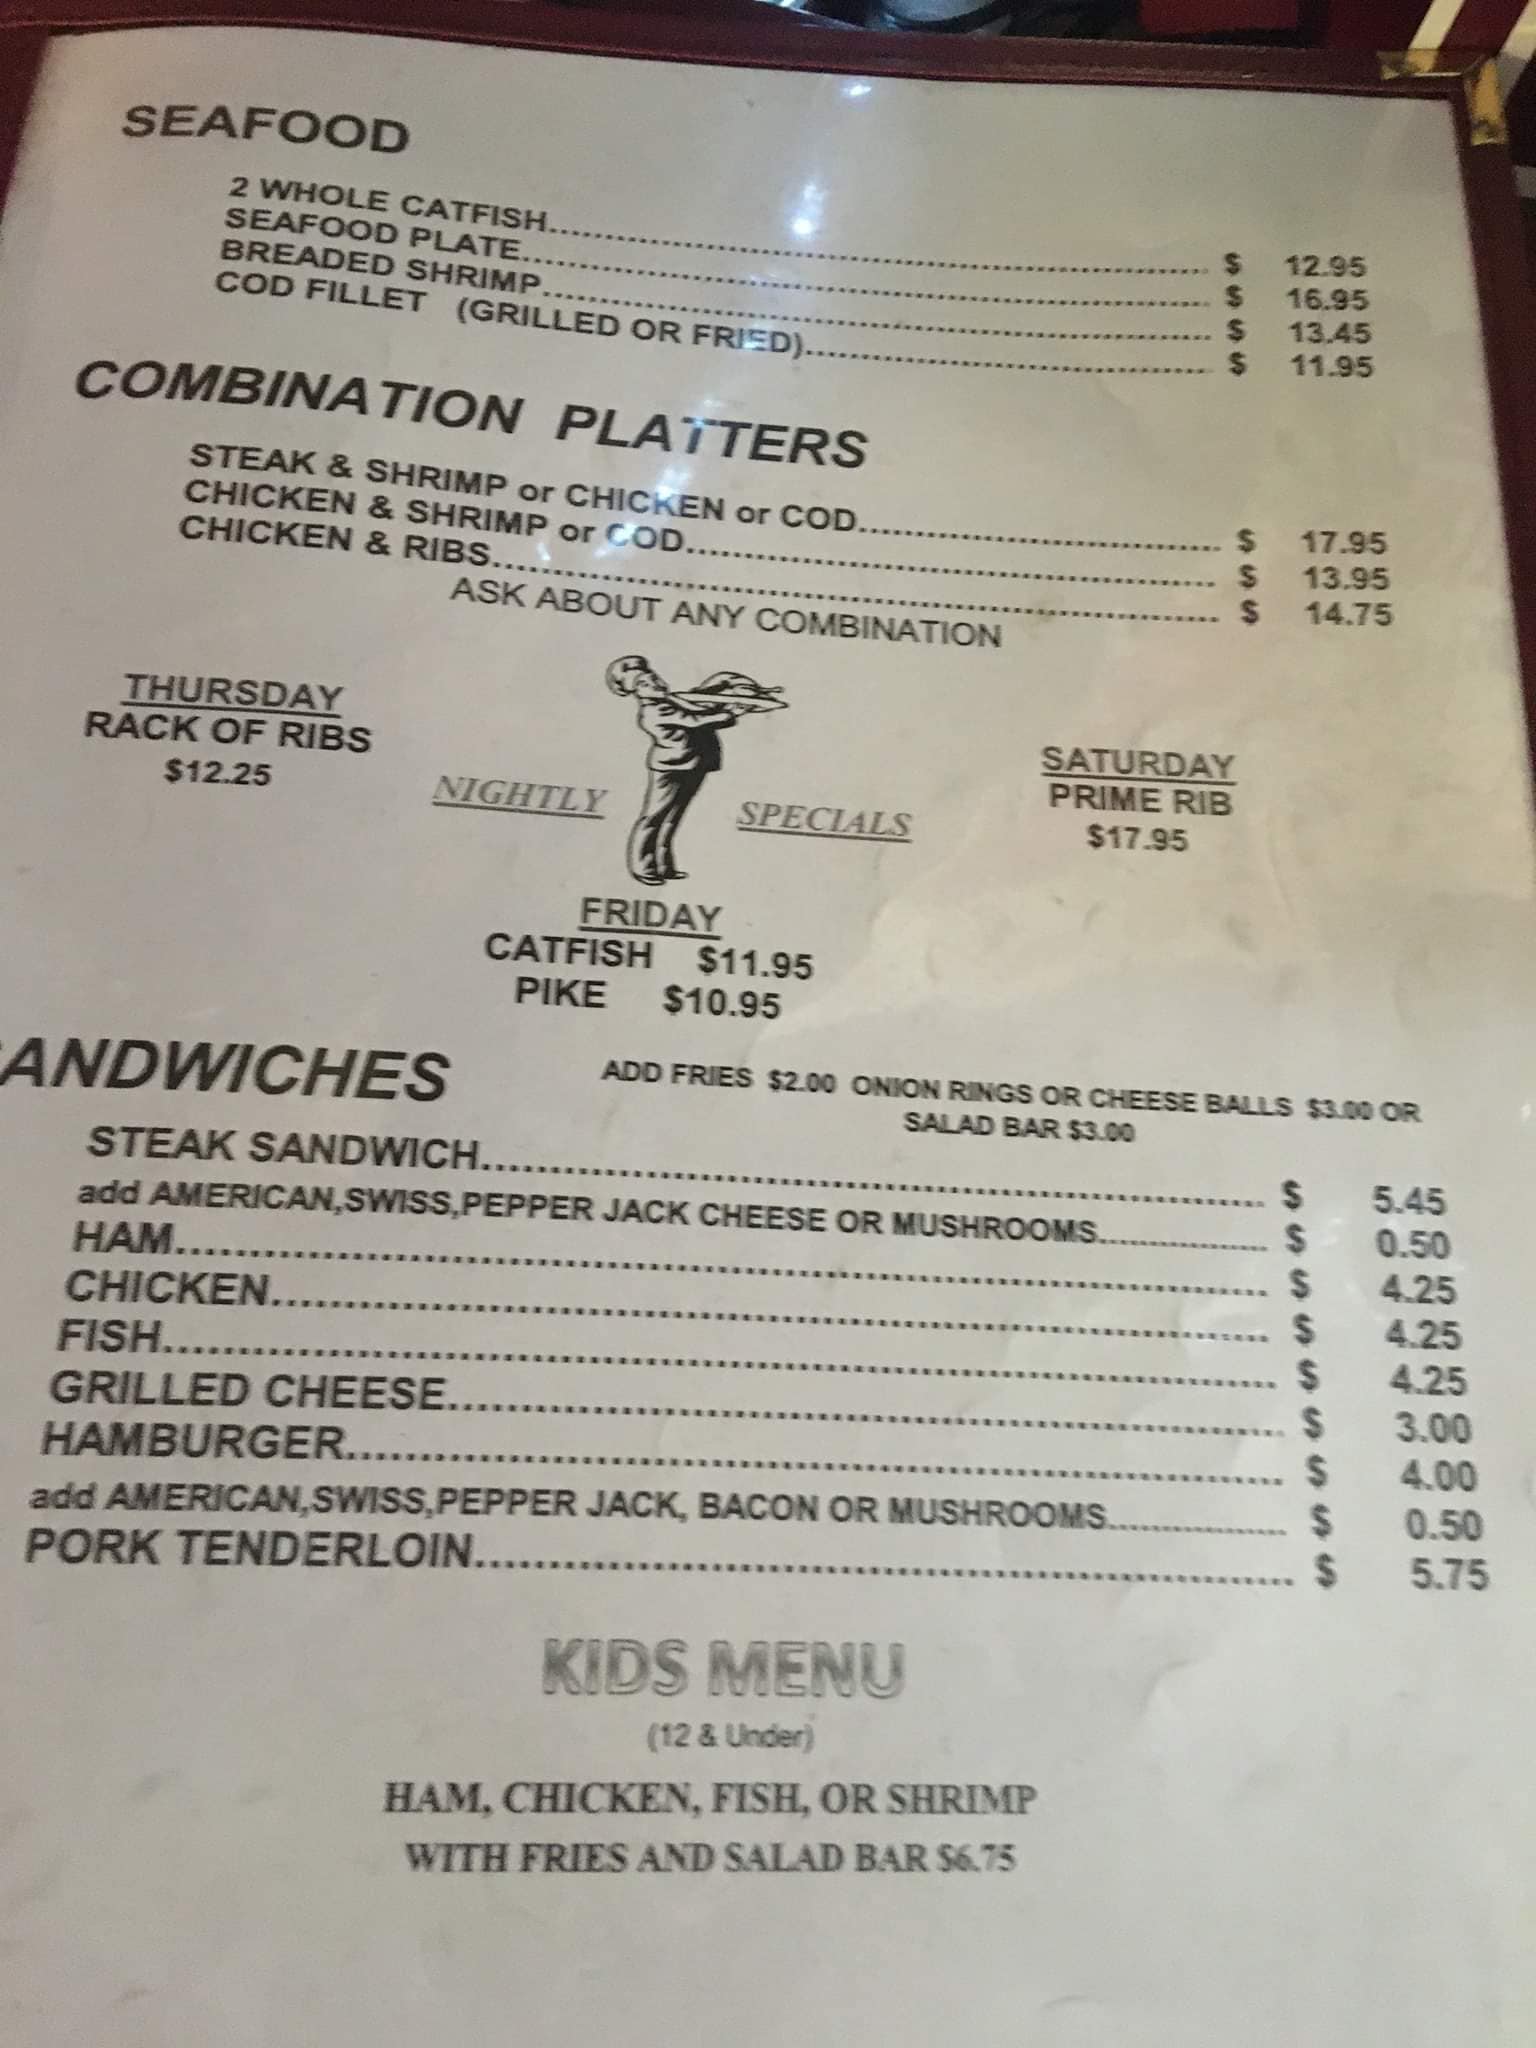 SEAFOOD
2 WHOLE CATFISH........................................................ $ 12.95
SEAFOOD PLATE........................................................... $ 16.95
BREADED SHRIMP......................................................... $ 13.45
COD FILLET (GRILLED OR FRIED)................................... $ 11.95
COMBINATION PLATTERS
STEAK & SHRIMP or CHICKEN or COD............................... $ 17.95
CHICKEN & SHRIMP or COD............................................. $ 13.95
CHICKEN & RIBS............................................................ $ 14.75
ASK ABOUT ANY COMBINATION
THURSDAY
RACK OF RIBS
$12.25
NIGHTLY SPECIALS
SATURDAY
PRIME RIB
$17.95
FRIDAY
CATFISH $11.95
PIKE $10.95
ANDWICHES
ADD FRIES $2.00 ONION RINGS OR CHEESE BALLS $3.00 OR
SALAD BAR $3.00
STEAK SANDWICH......................................................... $ 5.45
add AMERICAN,SWISS,PEPPER JACK CHEESE OR MUSHROOMS.................. $ 0.50
HAM............................................................................ $ 4.25
CHICKEN..................................................................... $ 4.25
FISH............................................................................ $ 4.25
GRILLED CHEESE......................................................... $ 3.00
HAMBURGER................................................................ $ 4.00
add AMERICAN,SWISS,PEPPER JACK, BACON OR MUSHROOMS.................. $ 0.50
PORK TENDERLOIN........................................................ $ 5.75
KIDS MENU
(12 & Under)
HAM, CHICKEN, FISH, OR SHRIMP
WITH FRIES AND SALAD BAR $6.75